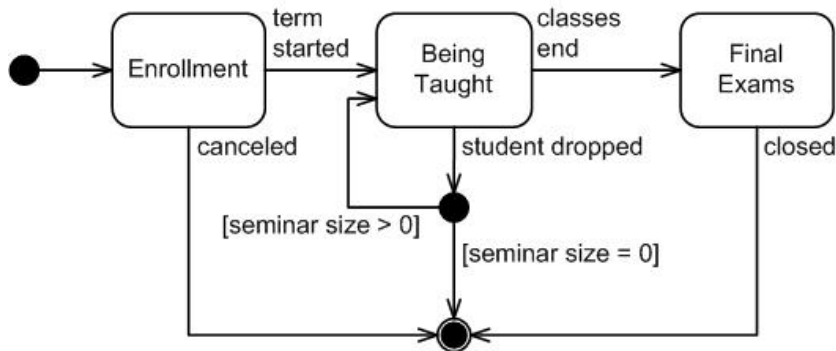 term
started
classes
end
Enrollment
Being
Taught
Final
Exams
canceled
student dropped
closed
[seminar size > 0]
[seminar size = 0]